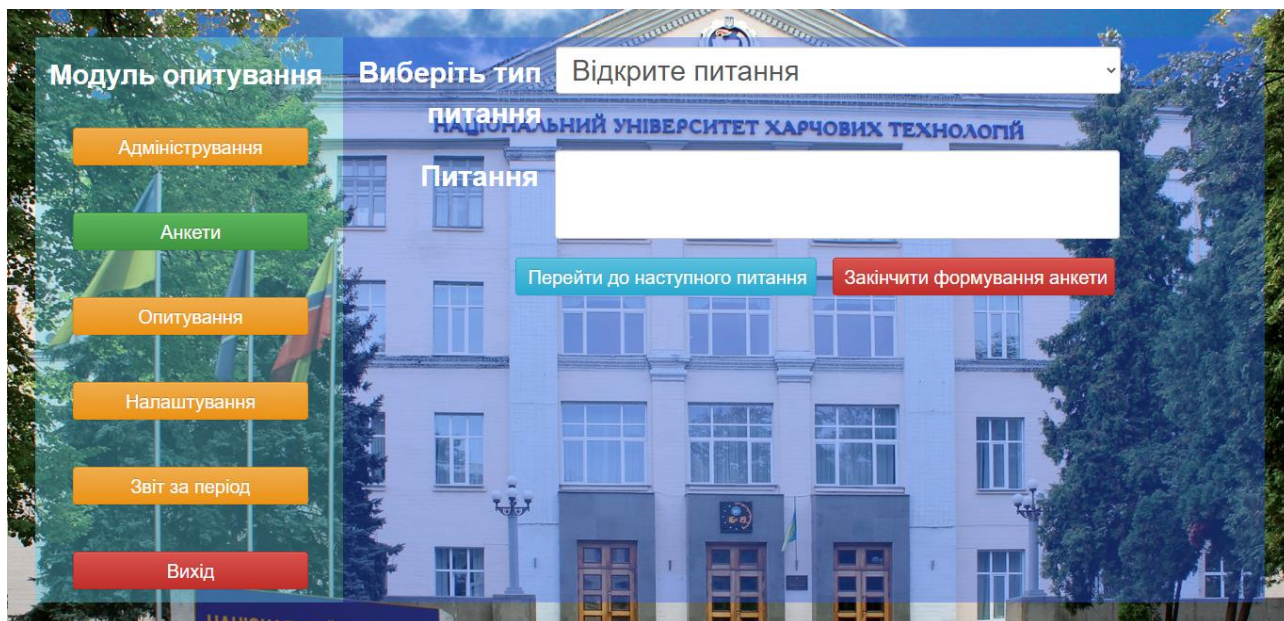 Модуль опитування
Адміністрування
Анкети
Опитування
Налаштування
Звіт за період
Вихід
Виберіть тип
питання
Відкрите питання
НАЦІОНАЛЬНИЙ УНІВЕРСИТЕТ ХАРЧОВИХ ТЕХНОЛОГІЙ
Питання
Перейти до наступного питання
Закінчити формування анкети